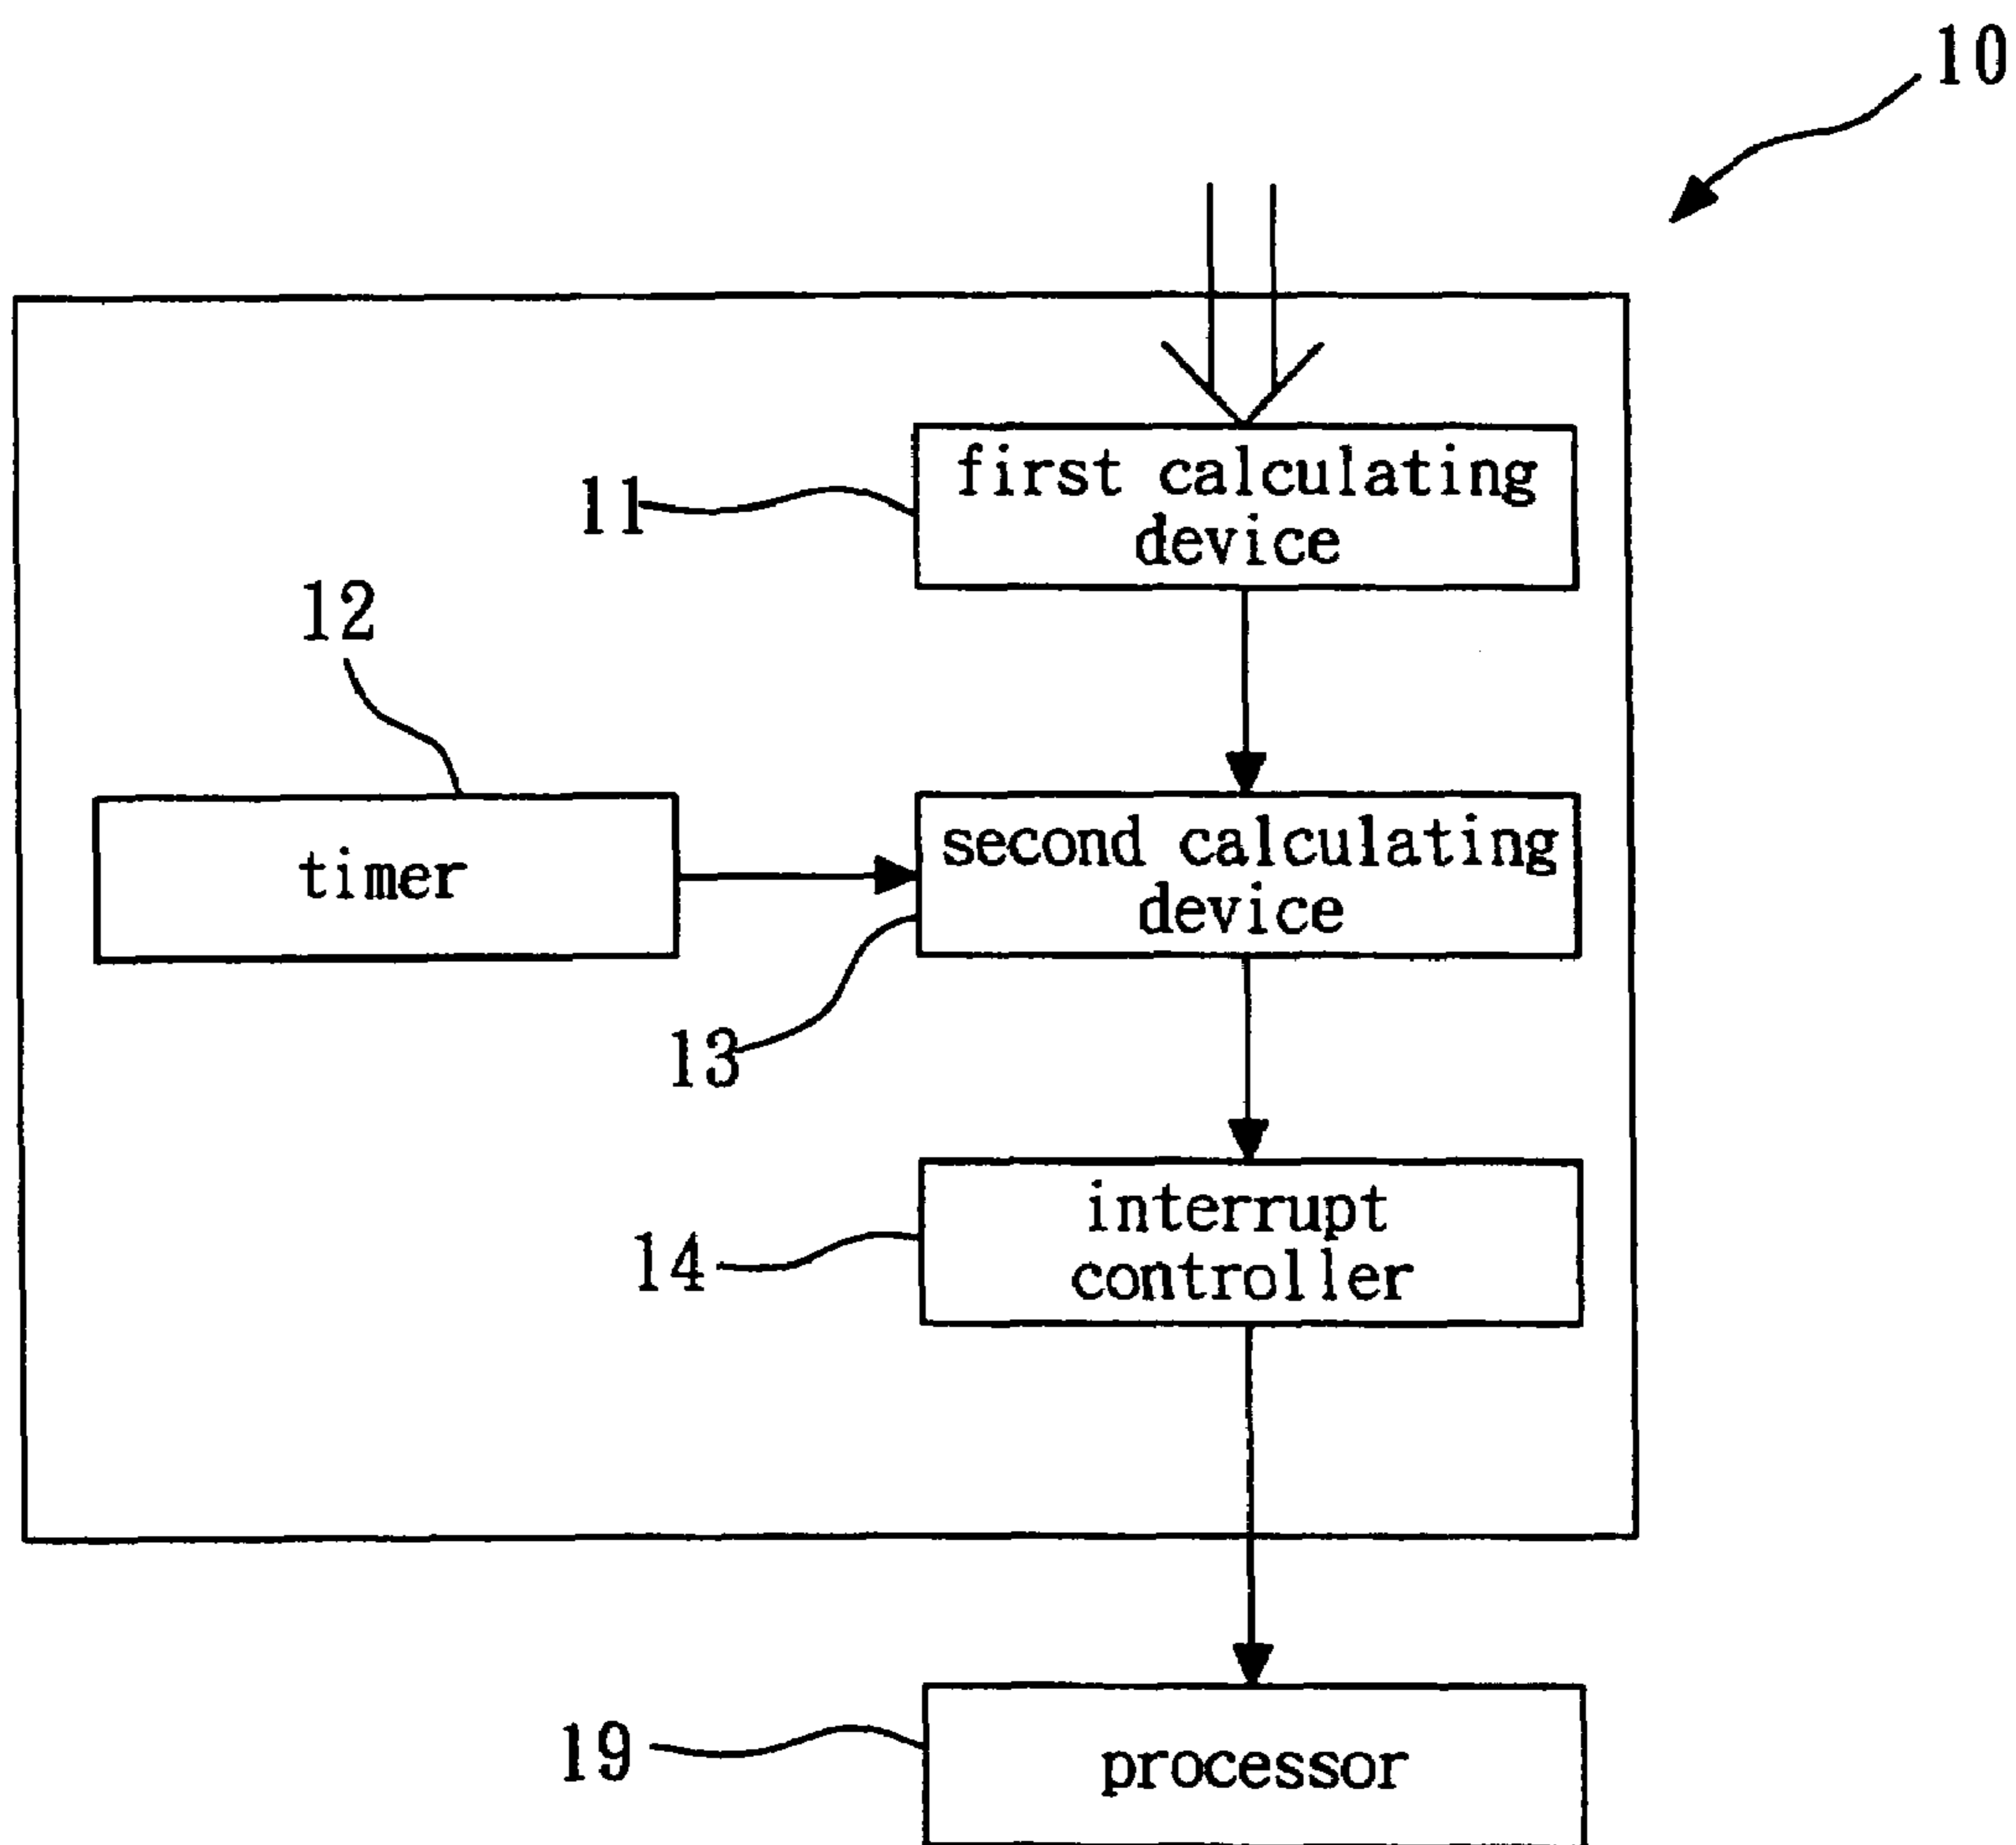 10
first calculating
device
11
12
timer
second calculating
device
13
interrupt
controller
14
19
processor